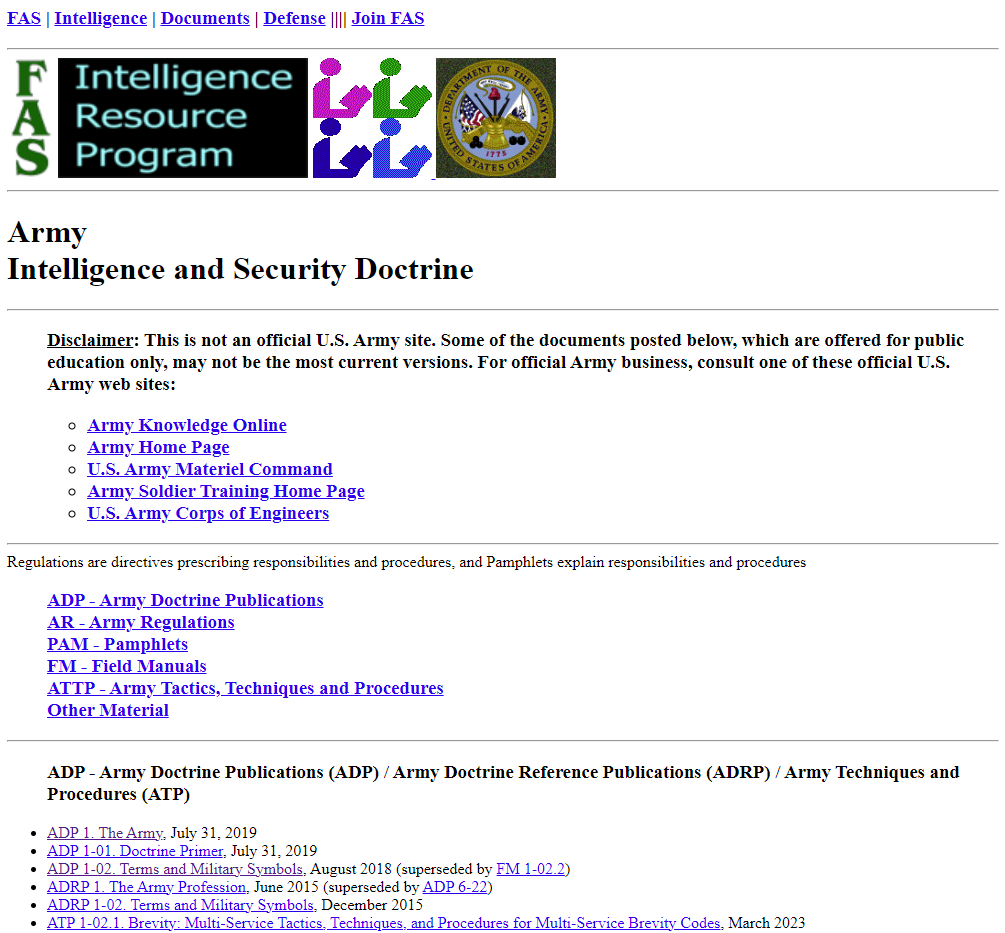 FAS | Intelligence | Documents | Defense |||| Join FAS
FAS
Intelligence
Resource
Program
DEPARTMENT OF THE ARMY
UNITED STATES OF AMERICA
1775
Army
Intelligence and Security Doctrine
Disclaimer: This is not an official U.S. Army site. Some of the documents posted below, which are offered for public
education only, may not be the most current versions. For official Army business, consult one of these official U.S.
Army web sites:
Army Knowledge Online
Army Home Page
U.S. Army Materiel Command
Army Soldier Training Home Page
U.S. Army Corps of Engineers
Regulations are directives prescribing responsibilities and procedures, and Pamphlets explain responsibilities and procedures
ADP - Army Doctrine Publications
AR - Army Regulations
PAM - Pamphlets
FM - Field Manuals
ATTP - Army Tactics, Techniques and Procedures
Other Material
ADP - Army Doctrine Publications (ADP) / Army Doctrine Reference Publications (ADRP) / Army Techniques and
Procedures (ATP)
ADP 1. The Army, July 31, 2019
ADP 1-01. Doctrine Primer, July 31, 2019
ADP 1-02. Terms and Military Symbols, August 2018 (superseded by FM 1-02.2)
ADRP 1. The Army Profession, June 2015 (superseded by ADP 6-22)
ADRP 1-02. Terms and Military Symbols, December 2015
ATP 1-02.1. Brevity: Multi-Service Tactics, Techniques, and Procedures for Multi-Service Brevity Codes, March 2023